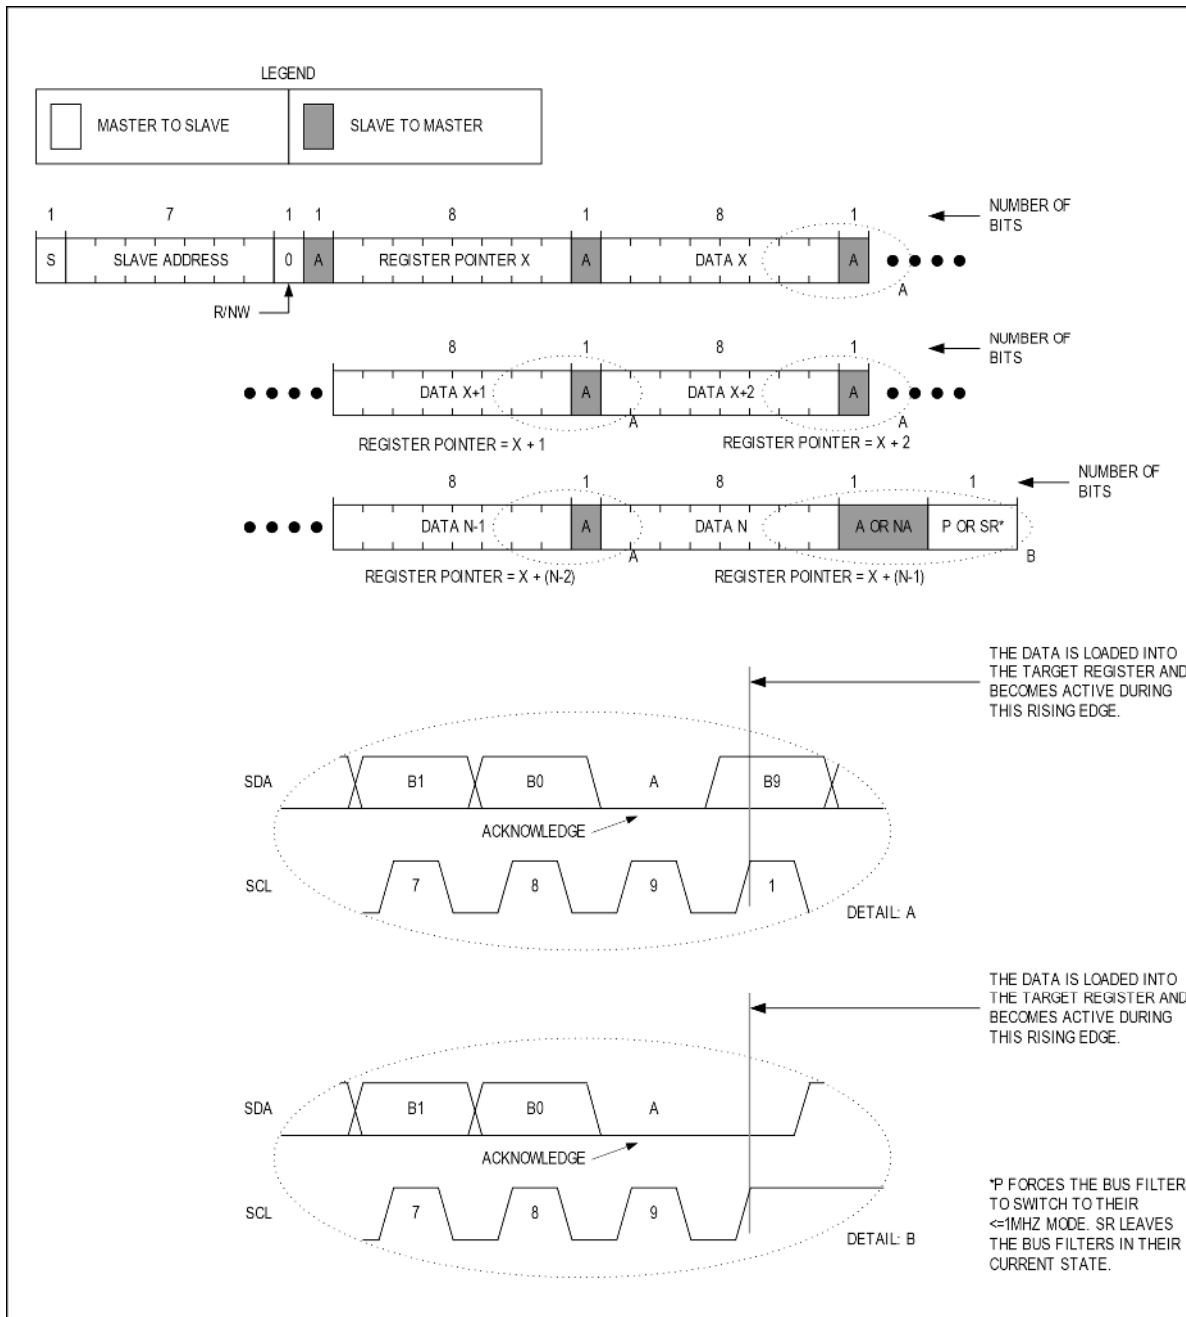 LEGEND
MASTER TO SLAVE
SLAVE TO MASTER
1 7 1 1 8 1 8 1 NUMBER OF
BITS
S SLAVE ADDRESS 0 A REGISTER POINTER X A DATA X A
A
R/NW
8 1 8 1 NUMBER OF
BITS
DATA X+1 A DATA X+2 A
A A
REGISTER POINTER = X + 1 REGISTER POINTER = X + 2
8 1 8 1 1 NUMBER OF
BITS
DATA N-1 A DATA N A OR NA P OR SR*
A B
REGISTER POINTER = X + (N-2) REGISTER POINTER = X + (N-1)
THE DATA IS LOADED INTO
THE TARGET REGISTER AND
BECOMES ACTIVE DURING
THIS RISING EDGE.
SDA B1 B0 A B9
ACKNOWLEDGE
SCL 7 8 9 1
DETAIL: A
THE DATA IS LOADED INTO
THE TARGET REGISTER AND
BECOMES ACTIVE DURING
THIS RISING EDGE.
SDA B1 B0 A
ACKNOWLEDGE
SCL 7 8 9
DETAIL: B
*P FORCES THE BUS FILTER
TO SWITCH TO THEIR
<=1MHZ MODE. SR LEAVES
THE BUS FILTERS IN THEIR
CURRENT STATE.